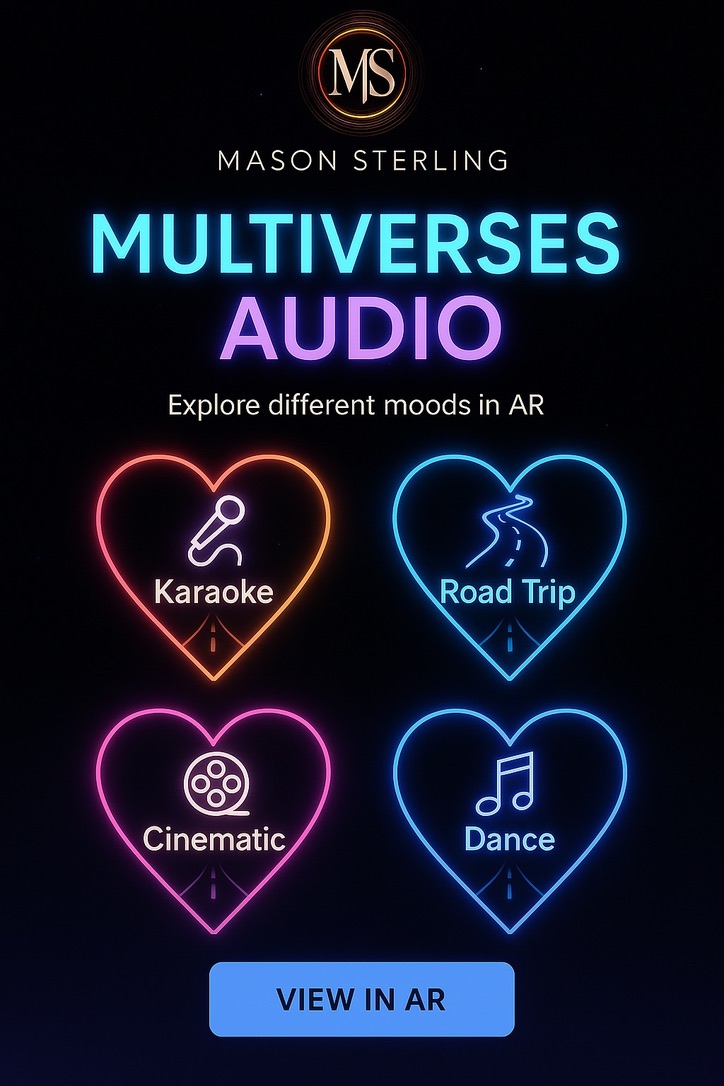 MS
MASON STERLING
MULTIVERSES
AUDIO
Explore different moods in AR
Karaoke
Road Trip
Cinematic
Dance
VIEW IN AR